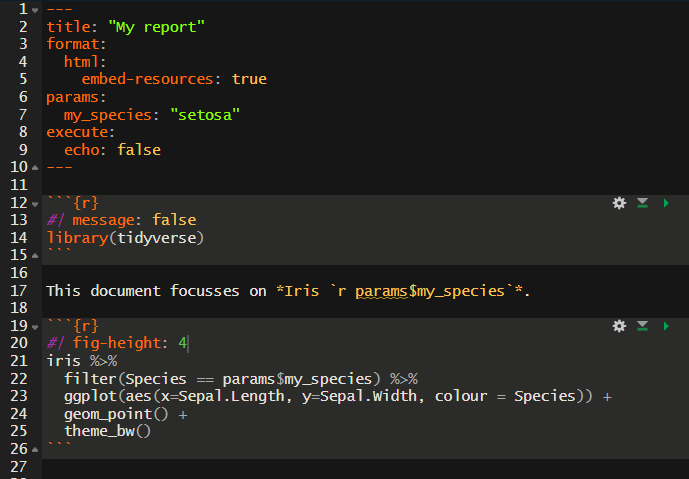 1 ---
2 title: "My report"
3 format:
4   html:
5     embed-resources: true
6 params:
7   my_species: "setosa"
8 execute:
9   echo: false
10 ---
11
12 ```{r}
13 #| message: false
14 library(tidyverse)
15 ```
16
17 This document focusses on *Iris `r params$my_species`*.
18
19 ```{r}
20 #| fig-height: 4
21 iris %>%
22   filter(Species == params$my_species) %>%
23   ggplot(aes(x=Sepal.Length, y=Sepal.Width, colour = Species)) +
24   geom_point() +
25   theme_bw()
26 ```
27